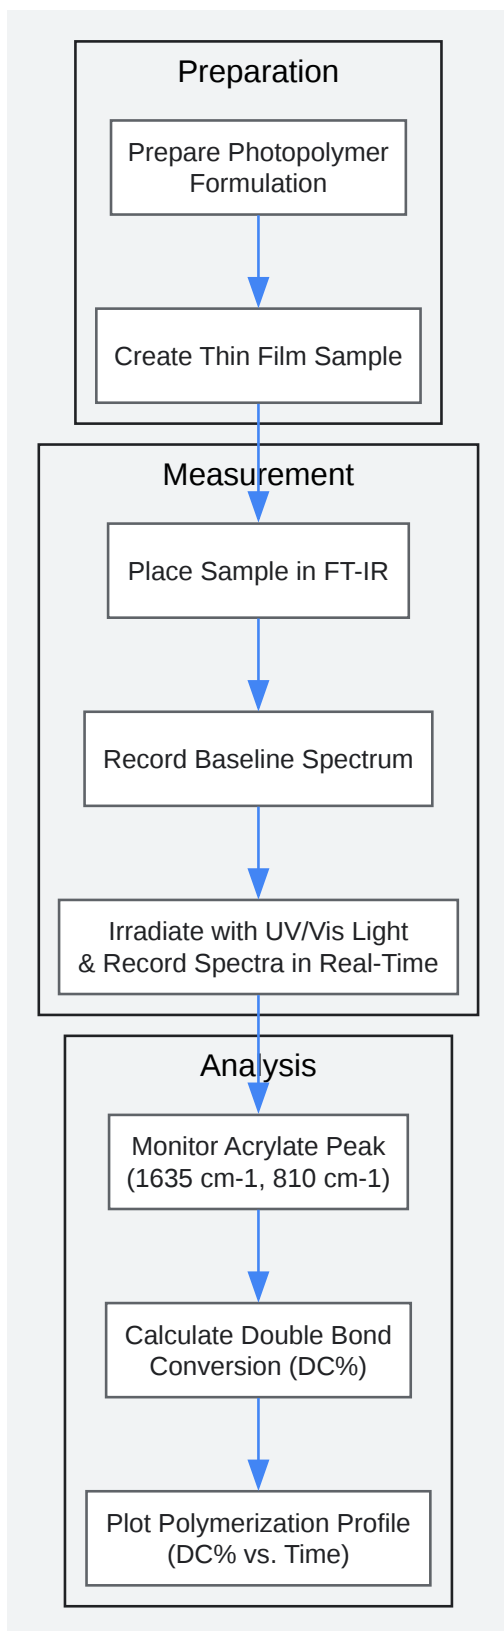 Preparation
Prepare Photopolymer
Formulation
Create Thin Film Sample
Measurement
Place Sample in FT-IR
Record Baseline Spectrum
Irradiate with UV/Vis Light
& Record Spectra in Real-Time
Analysis
Monitor Acrylate Peak
(1635 cm-1, 810 cm-1)
Calculate Double Bond
Conversion (DC%)
Plot Polymerization Profile
(DC% vs. Time)